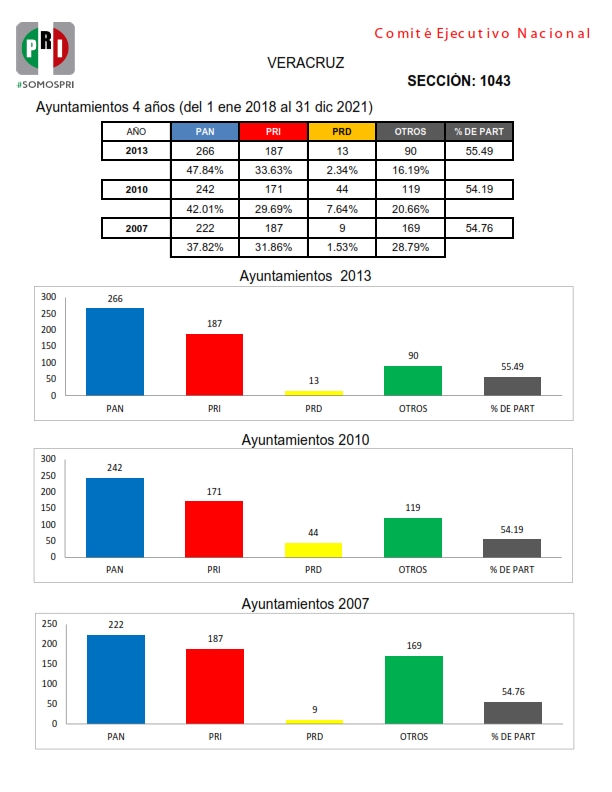 Comité Ejecutivo Nacional
PRI
#SOMOSPRI
VERACRUZ
SECCIÓN: 1043
Ayuntamientos 4 años (del 1 ene 2018 al 31 dic 2021)
AÑO PAN PRI PRD OTROS % DE PART
2013 266 187 13 90 55.49
47.84% 33.63% 2.34% 16.19%
2010 242 171 44 119 54.19
42.01% 29.69% 7.64% 20.66%
2007 222 187 9 169 54.76
37.82% 31.86% 1.53% 28.79%
Ayuntamientos 2013
300
250
200
150
100
50
0
266 187 13 90 55.49
PAN PRI PRD OTROS % DE PART
Ayuntamientos 2010
300
250
200
150
100
50
0
242 171 44 119 54.19
PAN PRI PRD OTROS % DE PART
Ayuntamientos 2007
250
200
150
100
50
0
222 187 9 169 54.76
PAN PRI PRD OTROS % DE PART